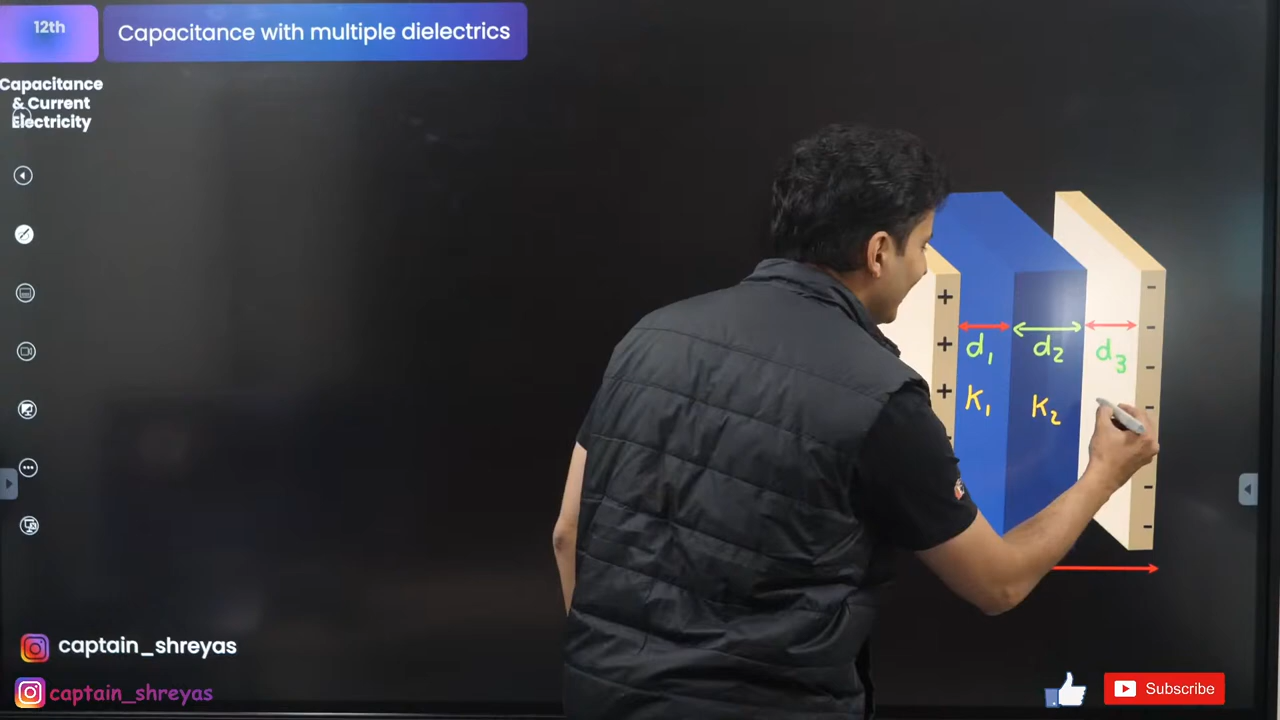 12th
Capacitance with multiple dielectrics
Capacitance
& Current
Electricity
+ -
-
+ d₁ d₂ d₃
-
+ K₁ K₂ -
-
-
captain_shreyas
captain_shreyas
Subscribe